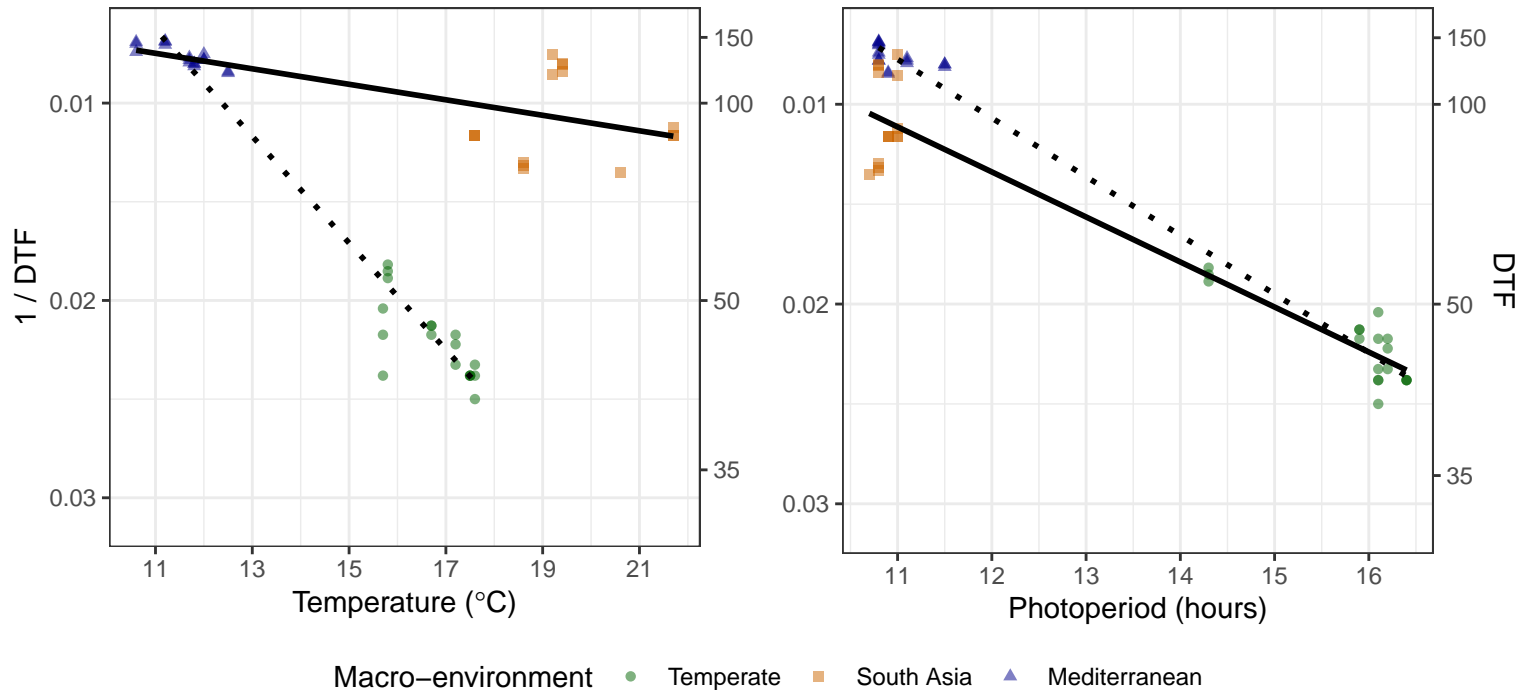 1 / DTF
0.01
0.02
0.03
150
100
50
35
11 13 15 17 19 21
Temperature (°C)
0.01
0.02
0.03
150
100
50
35
DTF
11 12 13 14 15 16
Photoperiod (hours)
Macro−environment Temperate South Asia Mediterranean